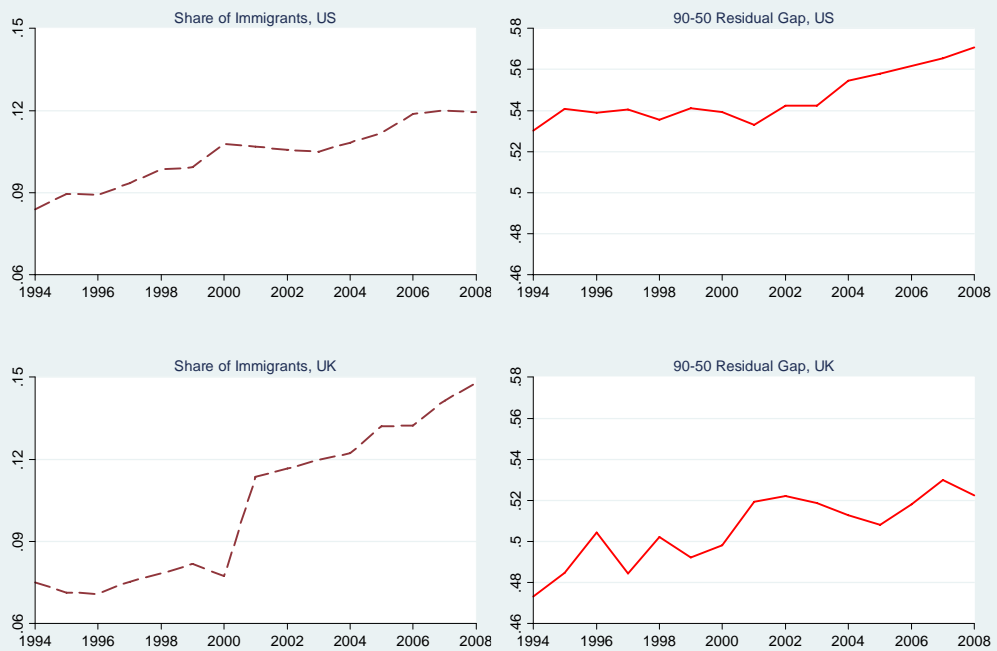 Share of Immigrants, US
.15
.12
.09
.06
1994 1996 1998 2000 2002 2004 2006 2008
90-50 Residual Gap, US
.58
.56
.54
.52
.5
.48
.46
1994 1996 1998 2000 2002 2004 2006 2008
Share of Immigrants, UK
.15
.12
.09
.06
1994 1996 1998 2000 2002 2004 2006 2008
90-50 Residual Gap, UK
.58
.56
.54
.52
.5
.48
.46
1994 1996 1998 2000 2002 2004 2006 2008